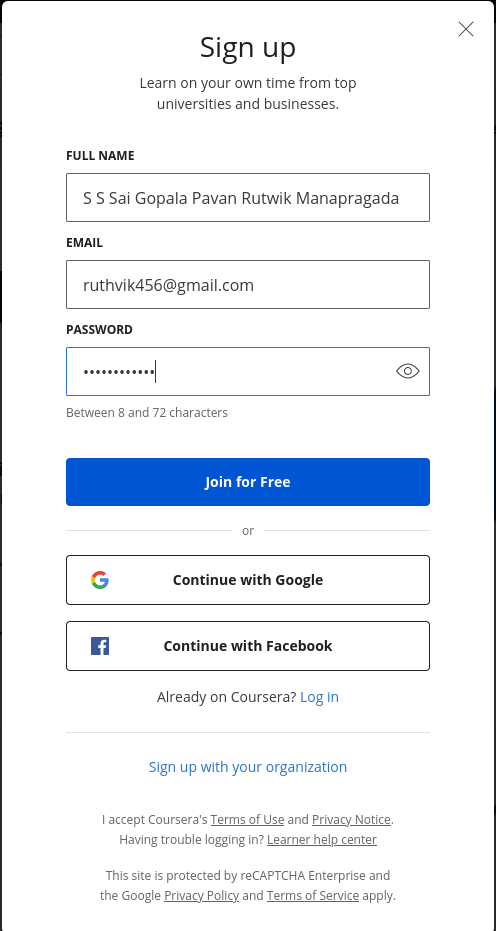 Sign up
Learn on your own time from top
universities and businesses.
FULL NAME
S S Sai Gopala Pavan Rutwik Manapragada
EMAIL
ruthvik456@gmail.com
PASSWORD
••••••••••••
Between 8 and 72 characters
Join for Free
or
Continue with Google
Continue with Facebook
Already on Coursera? Log in
Sign up with your organization
I accept Coursera's Terms of Use and Privacy Notice.
Having trouble logging in? Learner help center
This site is protected by reCAPTCHA Enterprise and
the Google Privacy Policy and Terms of Service apply.